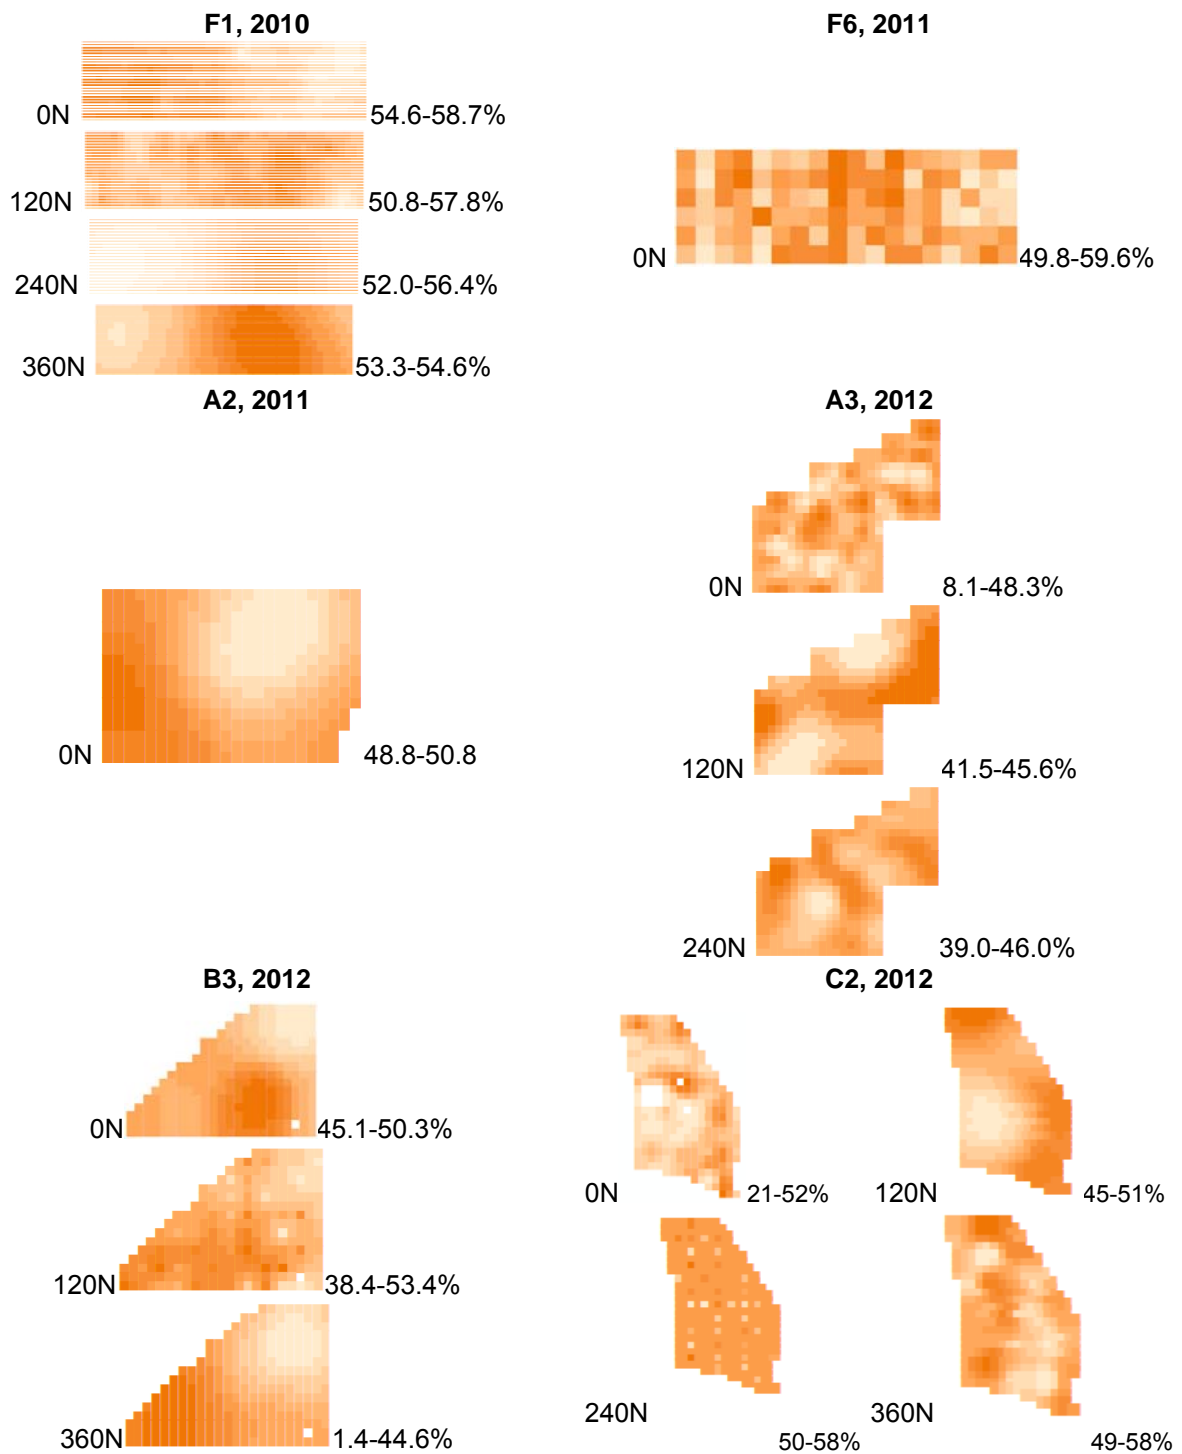 F1, 2010
F6, 2011
0N 54.6-58.7%
120N 50.8-57.8%
240N 52.0-56.4%
360N 53.3-54.6%
0N 49.8-59.6%
A2, 2011
A3, 2012
0N 48.8-50.8
0N 8.1-48.3%
120N 41.5-45.6%
240N 39.0-46.0%
B3, 2012
C2, 2012
0N 45.1-50.3%
120N 38.4-53.4%
360N 1.4-44.6%
0N 21-52%
120N 45-51%
240N 50-58%
360N 49-58%